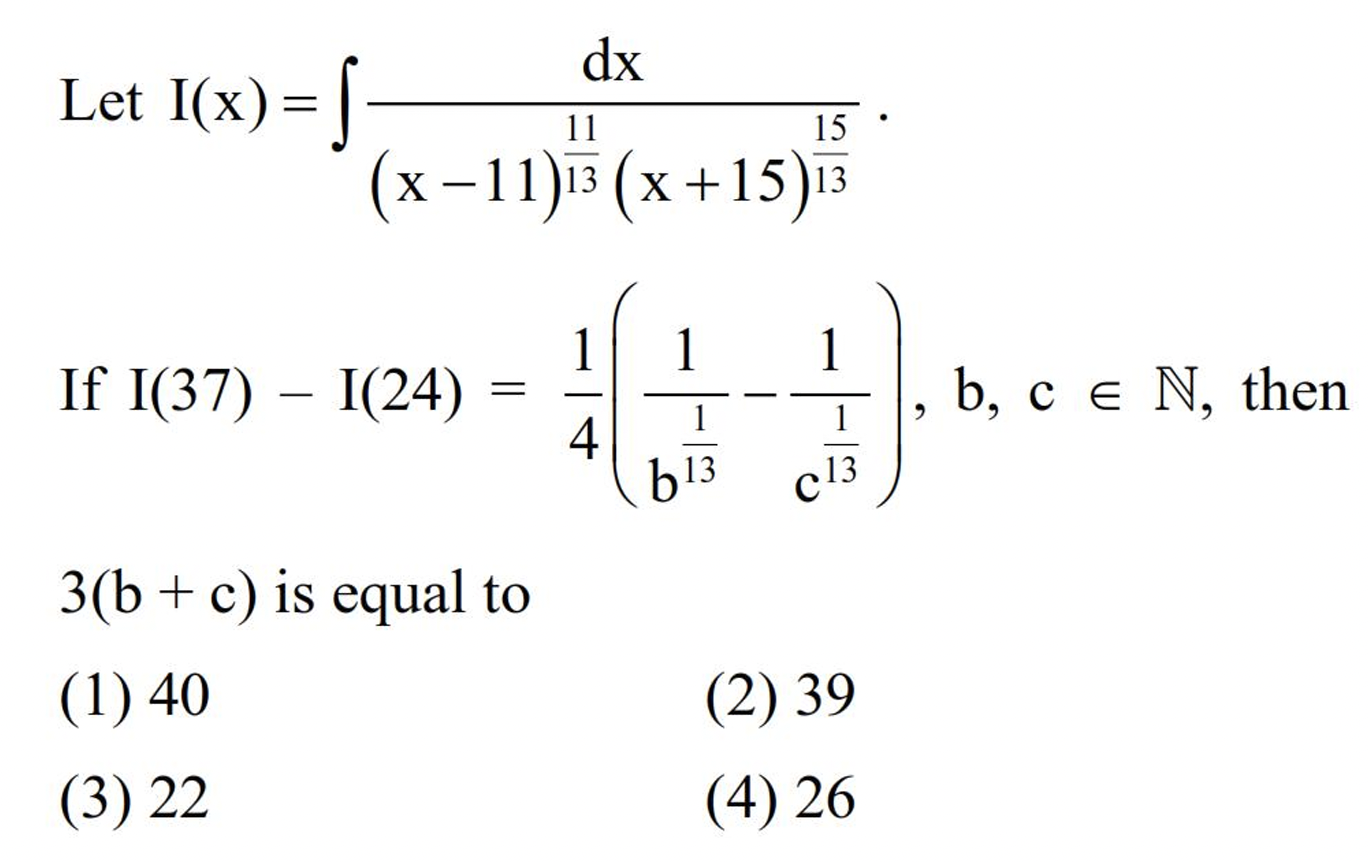 Let I(x) = ∫ dx / ((x − 11)^(11/13) (x + 15)^(15/13)) .
If I(37) − I(24) = 1/4 (1/b^(1/13) − 1/c^(1/13)), b, c ∈ ℕ, then
3(b + c) is equal to
(1) 40 (2) 39
(3) 22 (4) 26